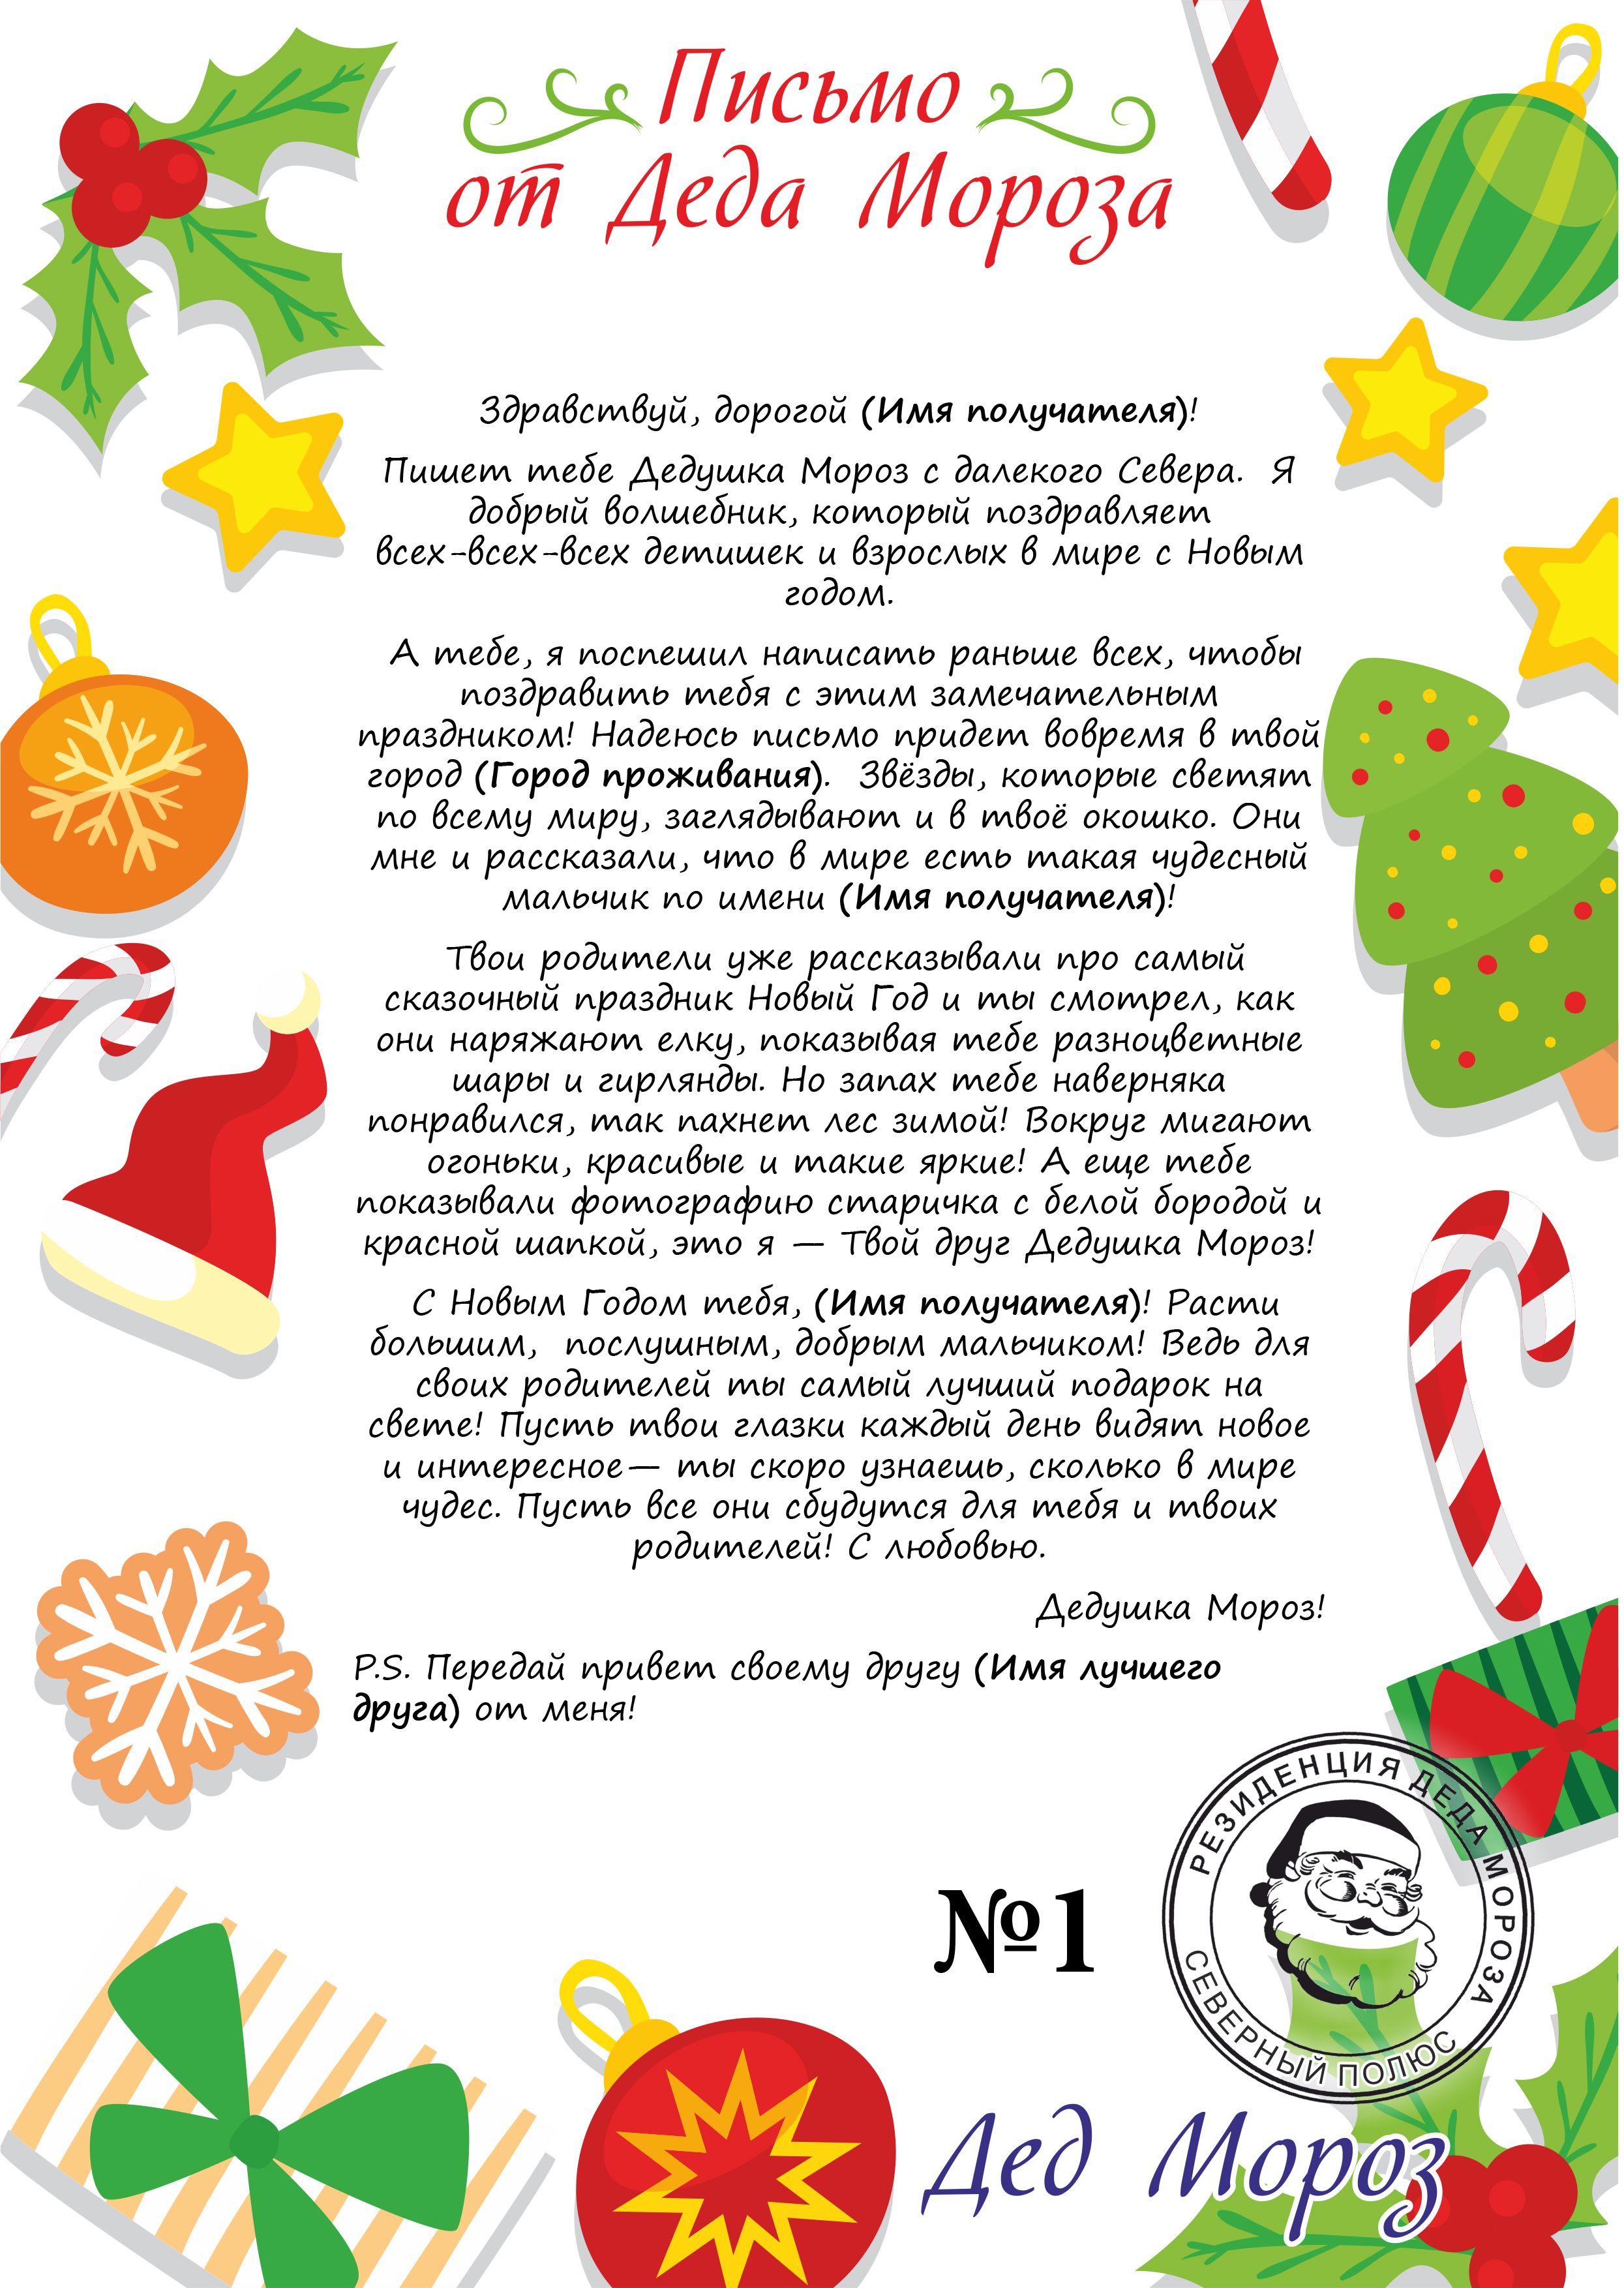 Письмо
от Деда Мороза
Здравствуй, дорогой (Имя получателя)!
Пишет тебе Дедушка Мороз с далекого Севера. Я
добрый волшебник, который поздравляет
всех-всех-всех детишек и взрослых в мире с Новым
годом.
А тебе, я поспешил написать раньше всех, чтобы
поздравить тебя с этим замечательным
праздником! Надеюсь письмо придет вовремя в твой
город (Город проживания). Звёзды, которые светят
по всему миру, заглядывают и в твоё окошко. Они
мне и рассказали, что в мире есть такая чудесный
мальчик по имени (Имя получателя)!
Твои родители уже рассказывали про самый
сказочный праздник Новый Год и ты смотрел, как
они наряжают елку, показывая тебе разноцветные
шары и гирлянды. Но запах тебе наверняка
понравился, так пахнет лес зимой! Вокруг мигают
огоньки, красивые и такие яркие! А еще тебе
показывали фотографию старичка с белой бородой и
красной шапкой, это я — Твой друг Дедушка Мороз!
С Новым Годом тебя, (Имя получателя)! Расти
большим, послушным, добрым мальчиком! Ведь для
своих родителей ты самый лучший подарок на
свете! Пусть твои глазки каждый день видят новое
и интересное— ты скоро узнаешь, сколько в мире
чудес. Пусть все они сбудутся для тебя и твоих
родителей! С любовью.
Дедушка Мороз!
P.S. Передай привет своему другу (Имя лучшего
друга) от меня!
РЕЗИДЕНЦИЯ ДЕДА МОРОЗА
СЕВЕРНЫЙ ПОЛЮС
№1
Дед Мороз